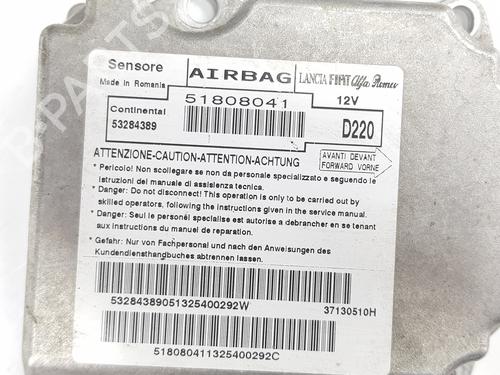 Sensore
Made in Romania
AIRBAG
LANCIA FIAT Alfa Romeo
51808041
12V
Continental
53284389
D220
ATTENZIONE-CAUTION-ATTENTION-ACHTUNG
AVANTI DEVANT
FORWARD VORNE
* Pericolo! Non scollegare se non da personale specializzato e seguendo le
istruzioni del manuale di assistenza tecnica.
* Danger: Do not disconnect! This operation is only to be carried out by
skilled operators, following the instructions given in the service manual.
* Danger: Seul le personél specialise est autorise a debrancher en se tenant
aux instructions du manuel de reparation.
* Gefahr: Nur von Fachpersonal und nach den Anweisungen des
Kundendiensthangbuches abtrennen lassen.
53284389051325400292W
37130510H
518080411325400292C
B-PARTS